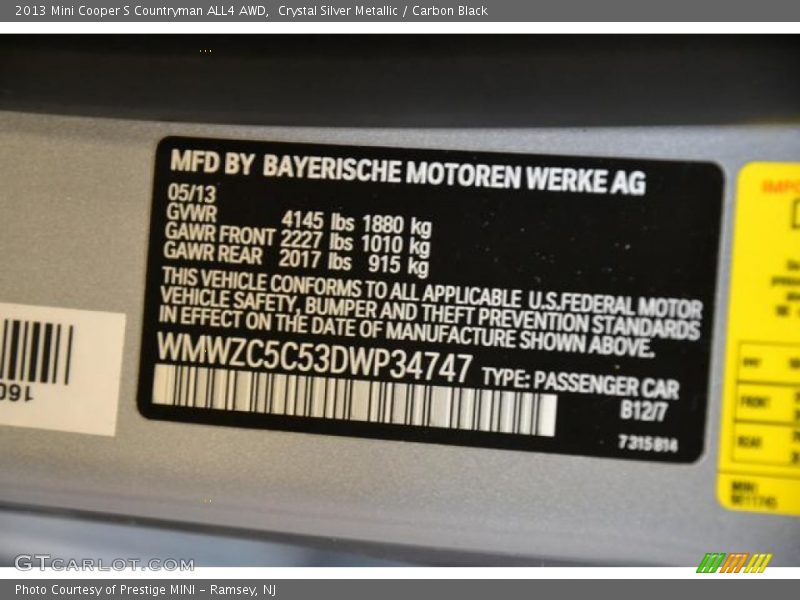 2013 Mini Cooper S Countryman ALL4 AWD, Crystal Silver Metallic / Carbon Black
MFD BY BAYERISCHE MOTOREN WERKE AG
05/13
GVWR 4145 lbs 1880 kg
GAWR FRONT 2227 lbs 1010 kg
GAWR REAR 2017 lbs 915 kg
THIS VEHICLE CONFORMS TO ALL APPLICABLE U.S.FEDERAL MOTOR
VEHICLE SAFETY, BUMPER AND THEFT PREVENTION STANDARDS
IN EFFECT ON THE DATE OF MANUFACTURE SHOWN ABOVE.
WMWZC5C53DWP34747 TYPE: PASSENGER CAR
B12/7
7315814
FRONT
REAR
MINI
GTCARLOT.COM
Photo Courtesy of Prestige MINI - Ramsey, NJ